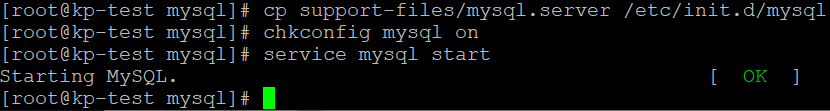 [root@kp-test mysql]# cp support-files/mysql.server /etc/init.d/mysql
[root@kp-test mysql]# chkconfig mysql on
[root@kp-test mysql]# service mysql start
Starting MySQL. [ OK ]
[root@kp-test mysql]#